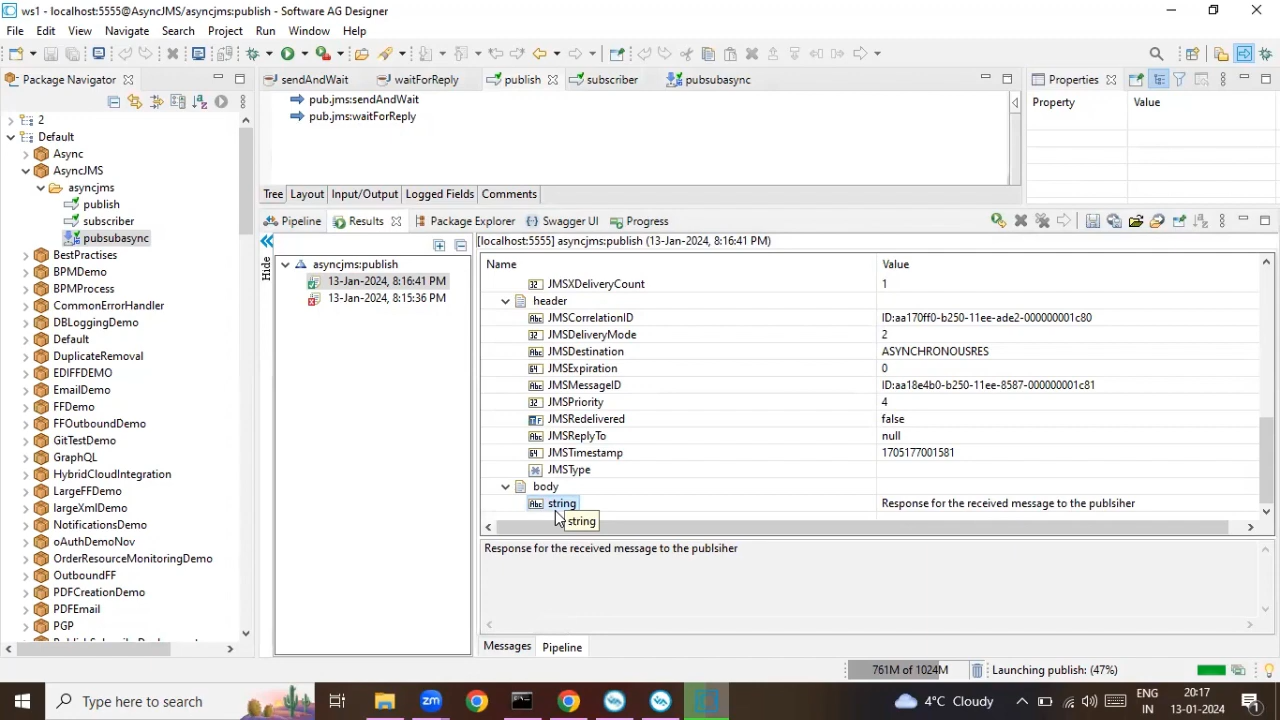 ws1 - localhost:5555@AsyncJMS/asyncjms:publish - Software AG Designer
File Edit View Navigate Search Project Run Window Help
Package Navigator
2
Default
Async
AsyncJMS
asyncjms
publish
subscriber
pubsubasync
BestPractises
BPMDemo
BPMProcess
CommonErrorHandler
DBLoggingDemo
Default
DuplicateRemoval
EDIFFDEMO
EmailDemo
FFDemo
FFOutboundDemo
GitTestDemo
GraphQL
HybridCloudIntegration
LargeFFDemo
largeXmlDemo
NotificationsDemo
oAuthDemoNov
OrderResourceMonitoringDemo
OutboundFF
PDFCreationDemo
PDFEmail
PGP
sendAndWait waitForReply publish subscriber pubsubasync
pub.jms:sendAndWait
pub.jms:waitForReply
Tree Layout Input/Output Logged Fields Comments
Properties
Property Value
Pipeline Results Package Explorer Swagger UI Progress
Hide
asyncjms:publish
13-Jan-2024, 8:16:41 PM
13-Jan-2024, 8:15:36 PM
[localhost:5555] asyncjms:publish (13-Jan-2024, 8:16:41 PM)
Name Value
JMSXDeliveryCount 1
header
JMSCorrelationID ID:aa170ff0-b250-11ee-ade2-000000001c80
JMSDeliveryMode 2
JMSDestination ASYNCHRONOUSRES
JMSExpiration 0
JMSMessageID ID:aa18e4b0-b250-11ee-8587-000000001c81
JMSPriority 4
JMSRedelivered false
JMSReplyTo null
JMSTimestamp 1705177001581
JMSType
body
string Response for the received message to the publsiher
string
Response for the received message to the publsiher
Messages Pipeline
761M of 1024M Launching publish: (47%)
Type here to search
zm
4°C Cloudy
ENG
IN
20:17
13-01-2024
1